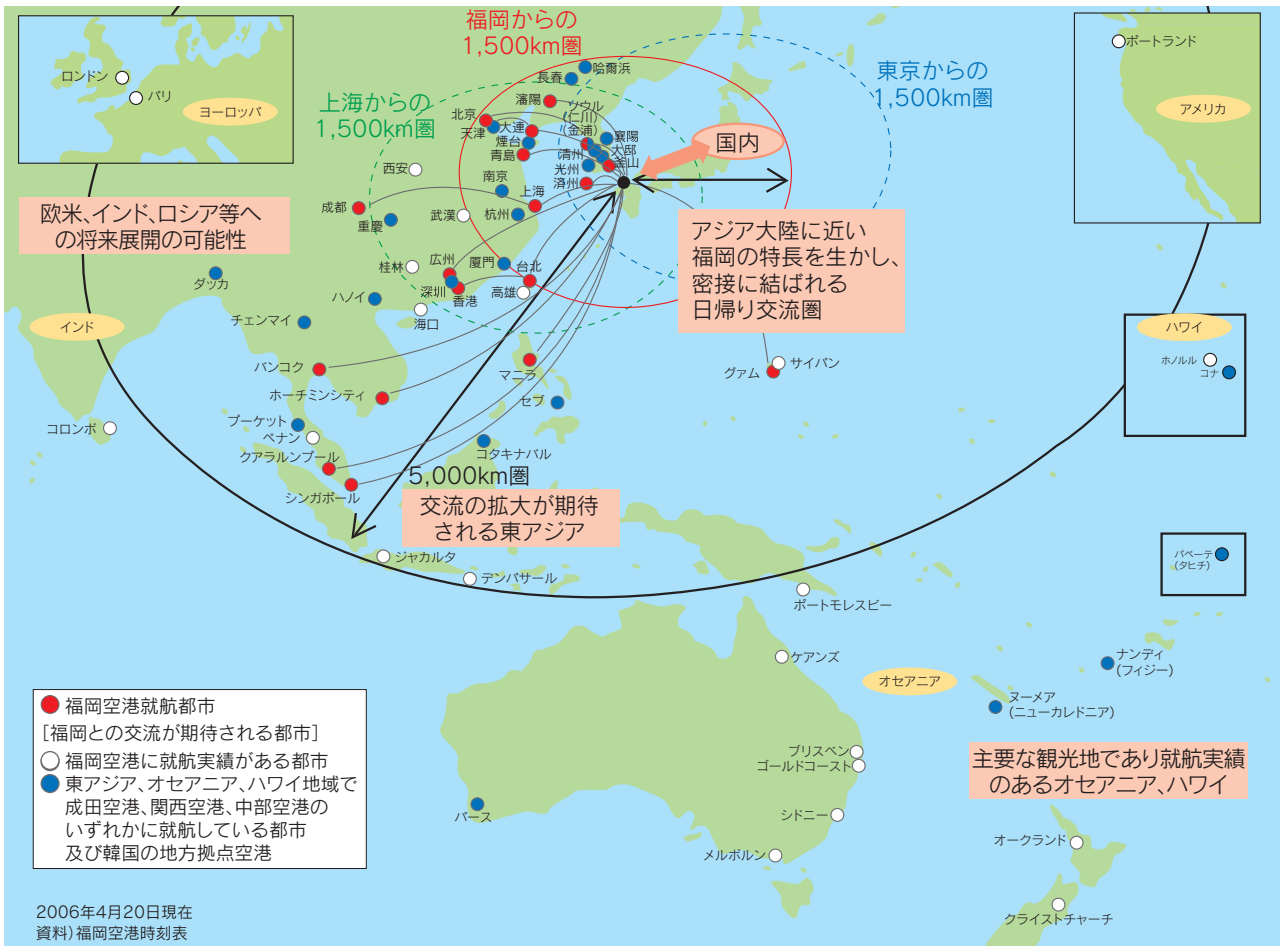 福岡からの
1,500km圏
東京からの
1,500km圏
上海からの
1,500km圏
ロンドン
パリ
ヨーロッパ
ポートランド
アメリカ
哈爾浜
長春
瀋陽
ソウル
(仁川)
(金浦)
北京
天津
大連
煙台
青島
襄陽
大邸
釜山
清州
光州
済州
国内
西安
南京
上海
成都
重慶
武漢
杭州
欧米、インド、ロシア等へ
の将来展開の可能性
アジア大陸に近い
福岡の特長を生かし、
密接に結ばれる
日帰り交流圏
桂林
広州
厦門
台北
深圳
香港
高雄
海口
ダッカ
ハノイ
チェンマイ
インド
バンコク
ホーチミンシティ
マニラ
セブ
グァム
サイパン
ハワイ
ホノルル
コナ
コロンボ
プーケット
ペナン
クアラルンプール
シンガポール
コタキナバル
5,000km圏
交流の拡大が期待
される東アジア
ジャカルタ
デンパサール
ポートモレスビー
パペーテ
(タヒチ)
ケアンズ
オセアニア
ナンディ
(フィジー)
ヌーメア
(ニューカレドニア)
ブリスベン
ゴールドコースト
パース
シドニー
メルボルン
主要な観光地であり就航実績
のあるオセアニア、ハワイ
オークランド
クライストチャーチ
福岡空港就航都市
[福岡との交流が期待される都市]
福岡空港に就航実績がある都市
東アジア、オセアニア、ハワイ地域で
成田空港、関西空港、中部空港の
いずれかに就航している都市
及び韓国の地方拠点空港
2006年4月20日現在
資料)福岡空港時刻表